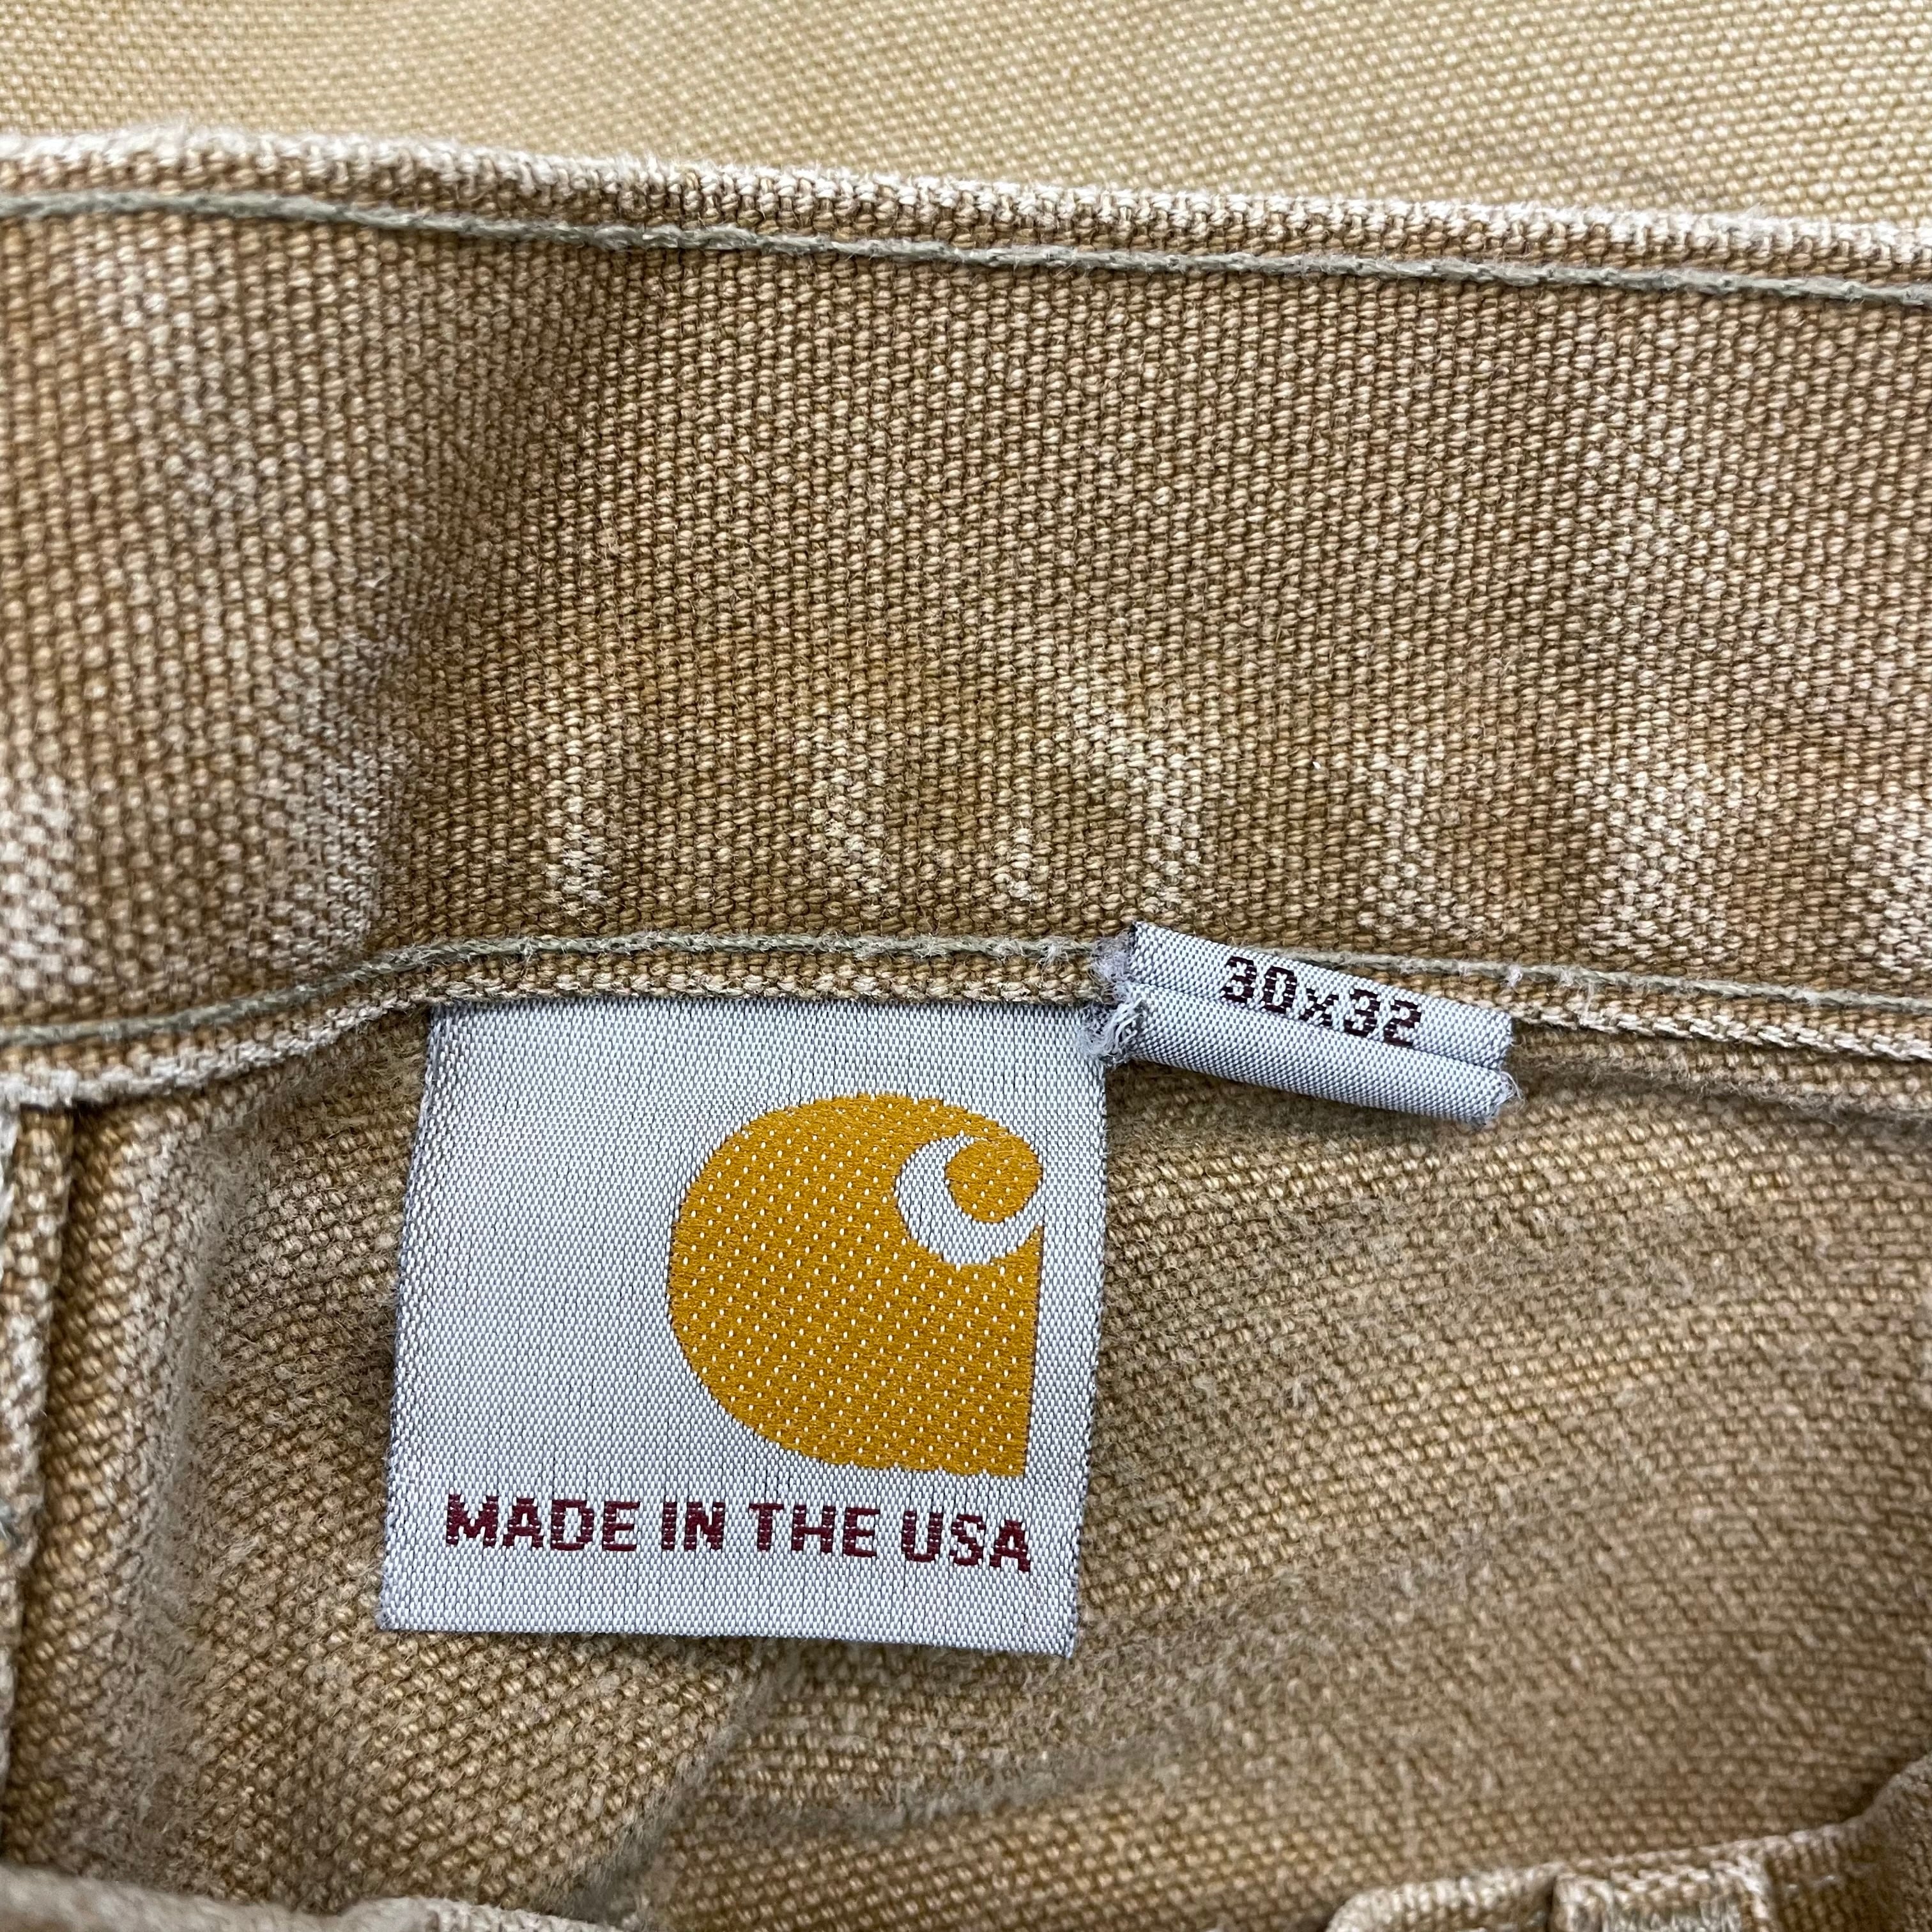 30x32
MADE IN THE USA